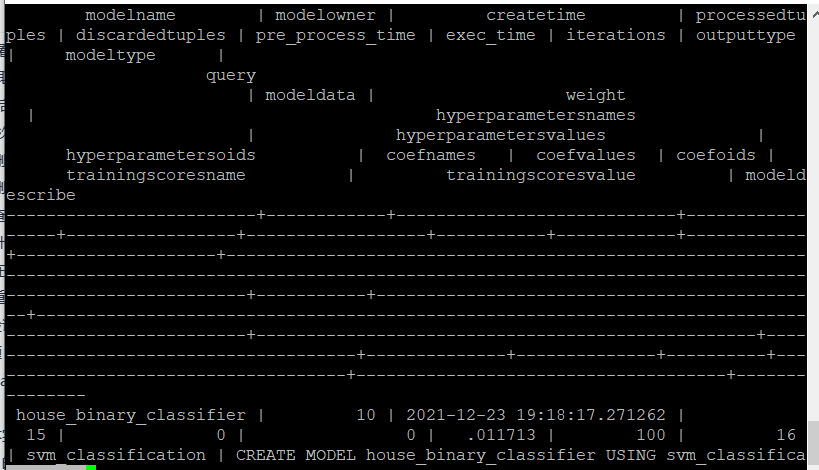 modelname | modelowner | createtime | processedtu
ples | discardedtuples | pre_process_time | exec_time | iterations | outputtype
| modeltype |
query
| modeldata | weight
| hyperparametersnames
| hyperparametersvalues |
hyperparametersoids | coefnames | coefvalues | coefoids |
trainingscoresname | trainingscoresvalue | modeld
escribe
---------------------------+-------------+------------------------------+-------------
-----+------------------+--------------------+------------+-------------+-------------
+----------------------+--------------------------------------------------------------
--------------------------------------------------------------------------------------
--------------------------+------------+----------------------------------------------
--+-----------------------------------------------------------------------------------
--------------------------+-----------------------------------------------------+-----
-------------------------------------+---------------+---------------+-----------+----
------------------------------------+---------------------------------------+--------
--------
house_binary_classifier | 10 | 2021-12-23 19:18:17.271262 |
15 | 0 | 0 | .011713 | 100 | 16
| svm_classification | CREATE MODEL house_binary_classifier USING svm_classifica